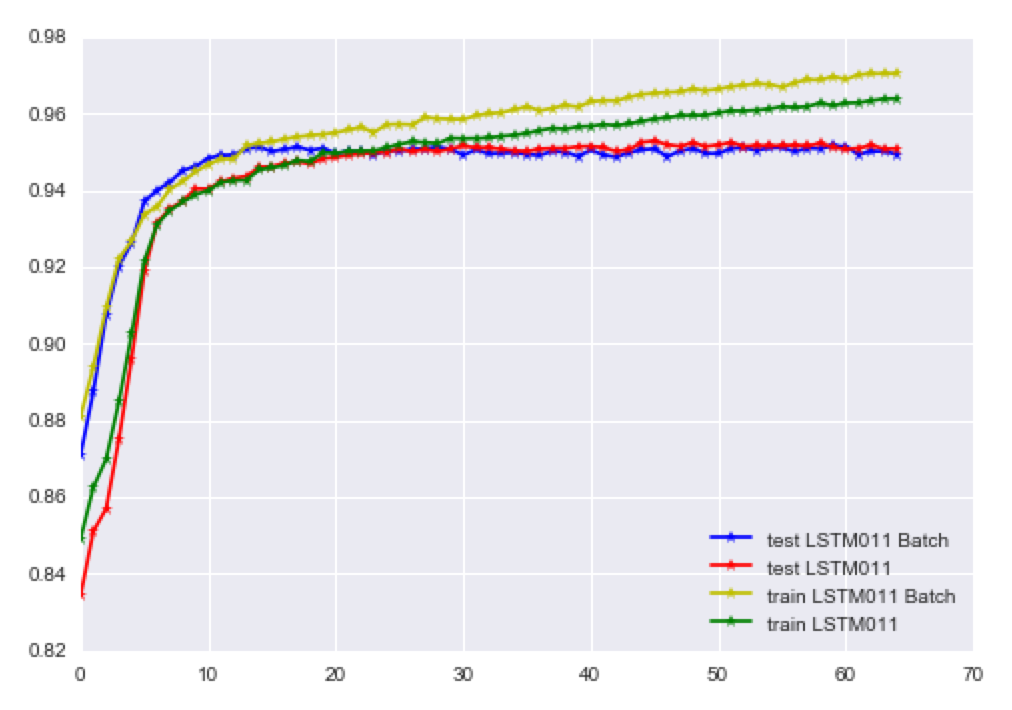 0.98
0.96
0.94
0.92
0.90
0.88
0.86
0.84
0.82
0 10 20 30 40 50 60 70
test LSTM011 Batch
test LSTM011
train LSTM011 Batch
train LSTM011